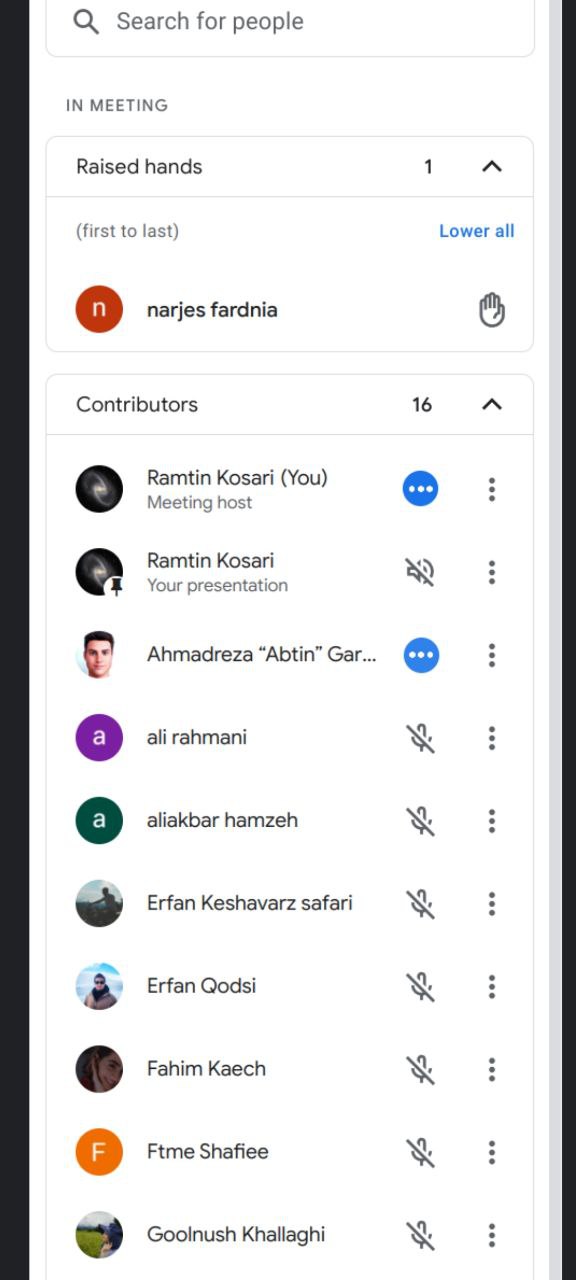 Search for people
IN MEETING
Raised hands 1
(first to last) Lower all
n narjes fardnia
Contributors 16
Ramtin Kosari (You)
Meeting host
Ramtin Kosari
Your presentation
Ahmadreza “Abtin” Gar...
a ali rahmani
a aliakbar hamzeh
Erfan Keshavarz safari
Erfan Qodsi
Fahim Kaech
F Ftme Shafiee
Goolnush Khallaghi